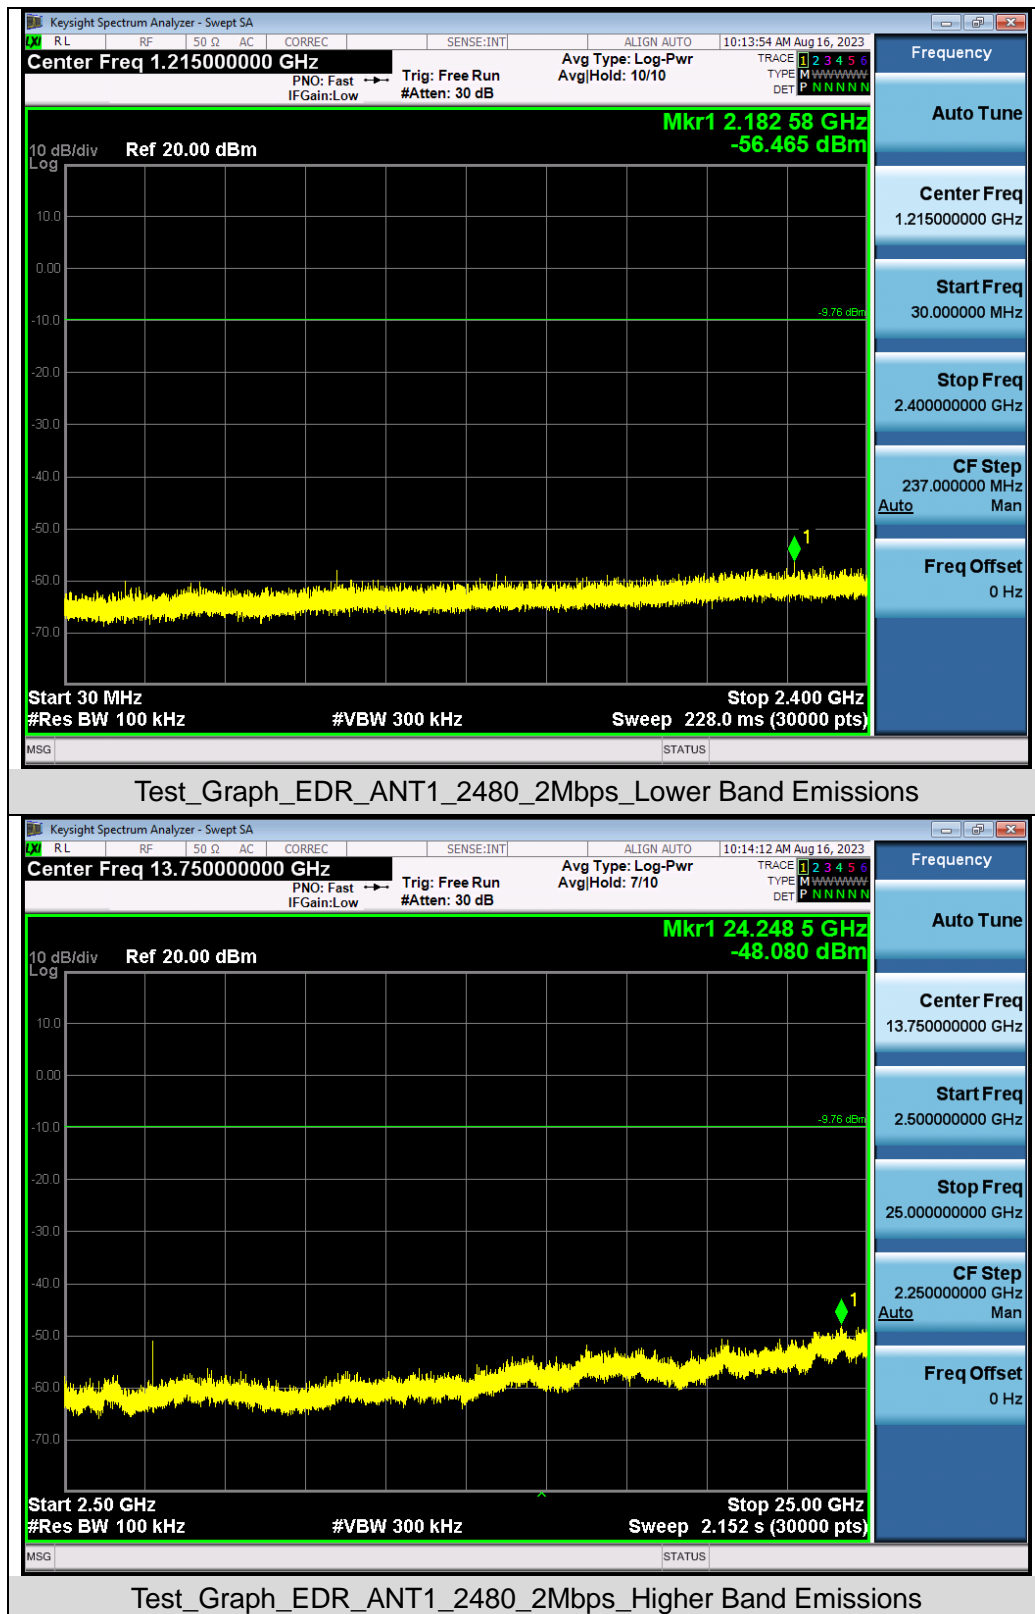 Keysight Spectrum Analyzer - Swept SA
LXI RL RF 50 Ω AC CORREC SENSE:INT ALIGN AUTO 10:13:54 AM Aug 16, 2023
Center Freq 1.215000000 GHz
PNO: Fast
IFGain:Low
Trig: Free Run
#Atten: 30 dB
Avg Type: Log-Pwr
Avg|Hold: 10/10
TRACE 1 2 3 4 5 6
TYPE M W W W W W
DET P N N N N N
Frequency
Mkr1 2.182 58 GHz
-56.465 dBm
10 dB/div Ref 20.00 dBm
Log
10.0
0.00
-10.0
-9.76 dBm
-20.0
-30.0
-40.0
-50.0
1
-60.0
-70.0
Start 30 MHz Stop 2.400 GHz
#Res BW 100 kHz #VBW 300 kHz Sweep 228.0 ms (30000 pts)
MSG STATUS
Auto Tune
Center Freq
1.215000000 GHz
Start Freq
30.000000 MHz
Stop Freq
2.400000000 GHz
CF Step
237.000000 MHz
Auto Man
Freq Offset
0 Hz
Test_Graph_EDR_ANT1_2480_2Mbps_Lower Band Emissions
Keysight Spectrum Analyzer - Swept SA
LXI RL RF 50 Ω AC CORREC SENSE:INT ALIGN AUTO 10:14:12 AM Aug 16, 2023
Center Freq 13.750000000 GHz
PNO: Fast
IFGain:Low
Trig: Free Run
#Atten: 30 dB
Avg Type: Log-Pwr
Avg|Hold: 7/10
TRACE 1 2 3 4 5 6
TYPE M W W W W W
DET P N N N N N
Frequency
Mkr1 24.248 5 GHz
-48.080 dBm
10 dB/div Ref 20.00 dBm
Log
10.0
0.00
-10.0
-9.76 dBm
-20.0
-30.0
-40.0
1
-50.0
-60.0
-70.0
Start 2.50 GHz Stop 25.00 GHz
#Res BW 100 kHz #VBW 300 kHz Sweep 2.152 s (30000 pts)
MSG STATUS
Auto Tune
Center Freq
13.750000000 GHz
Start Freq
2.500000000 GHz
Stop Freq
25.000000000 GHz
CF Step
2.250000000 GHz
Auto Man
Freq Offset
0 Hz
Test_Graph_EDR_ANT1_2480_2Mbps_Higher Band Emissions